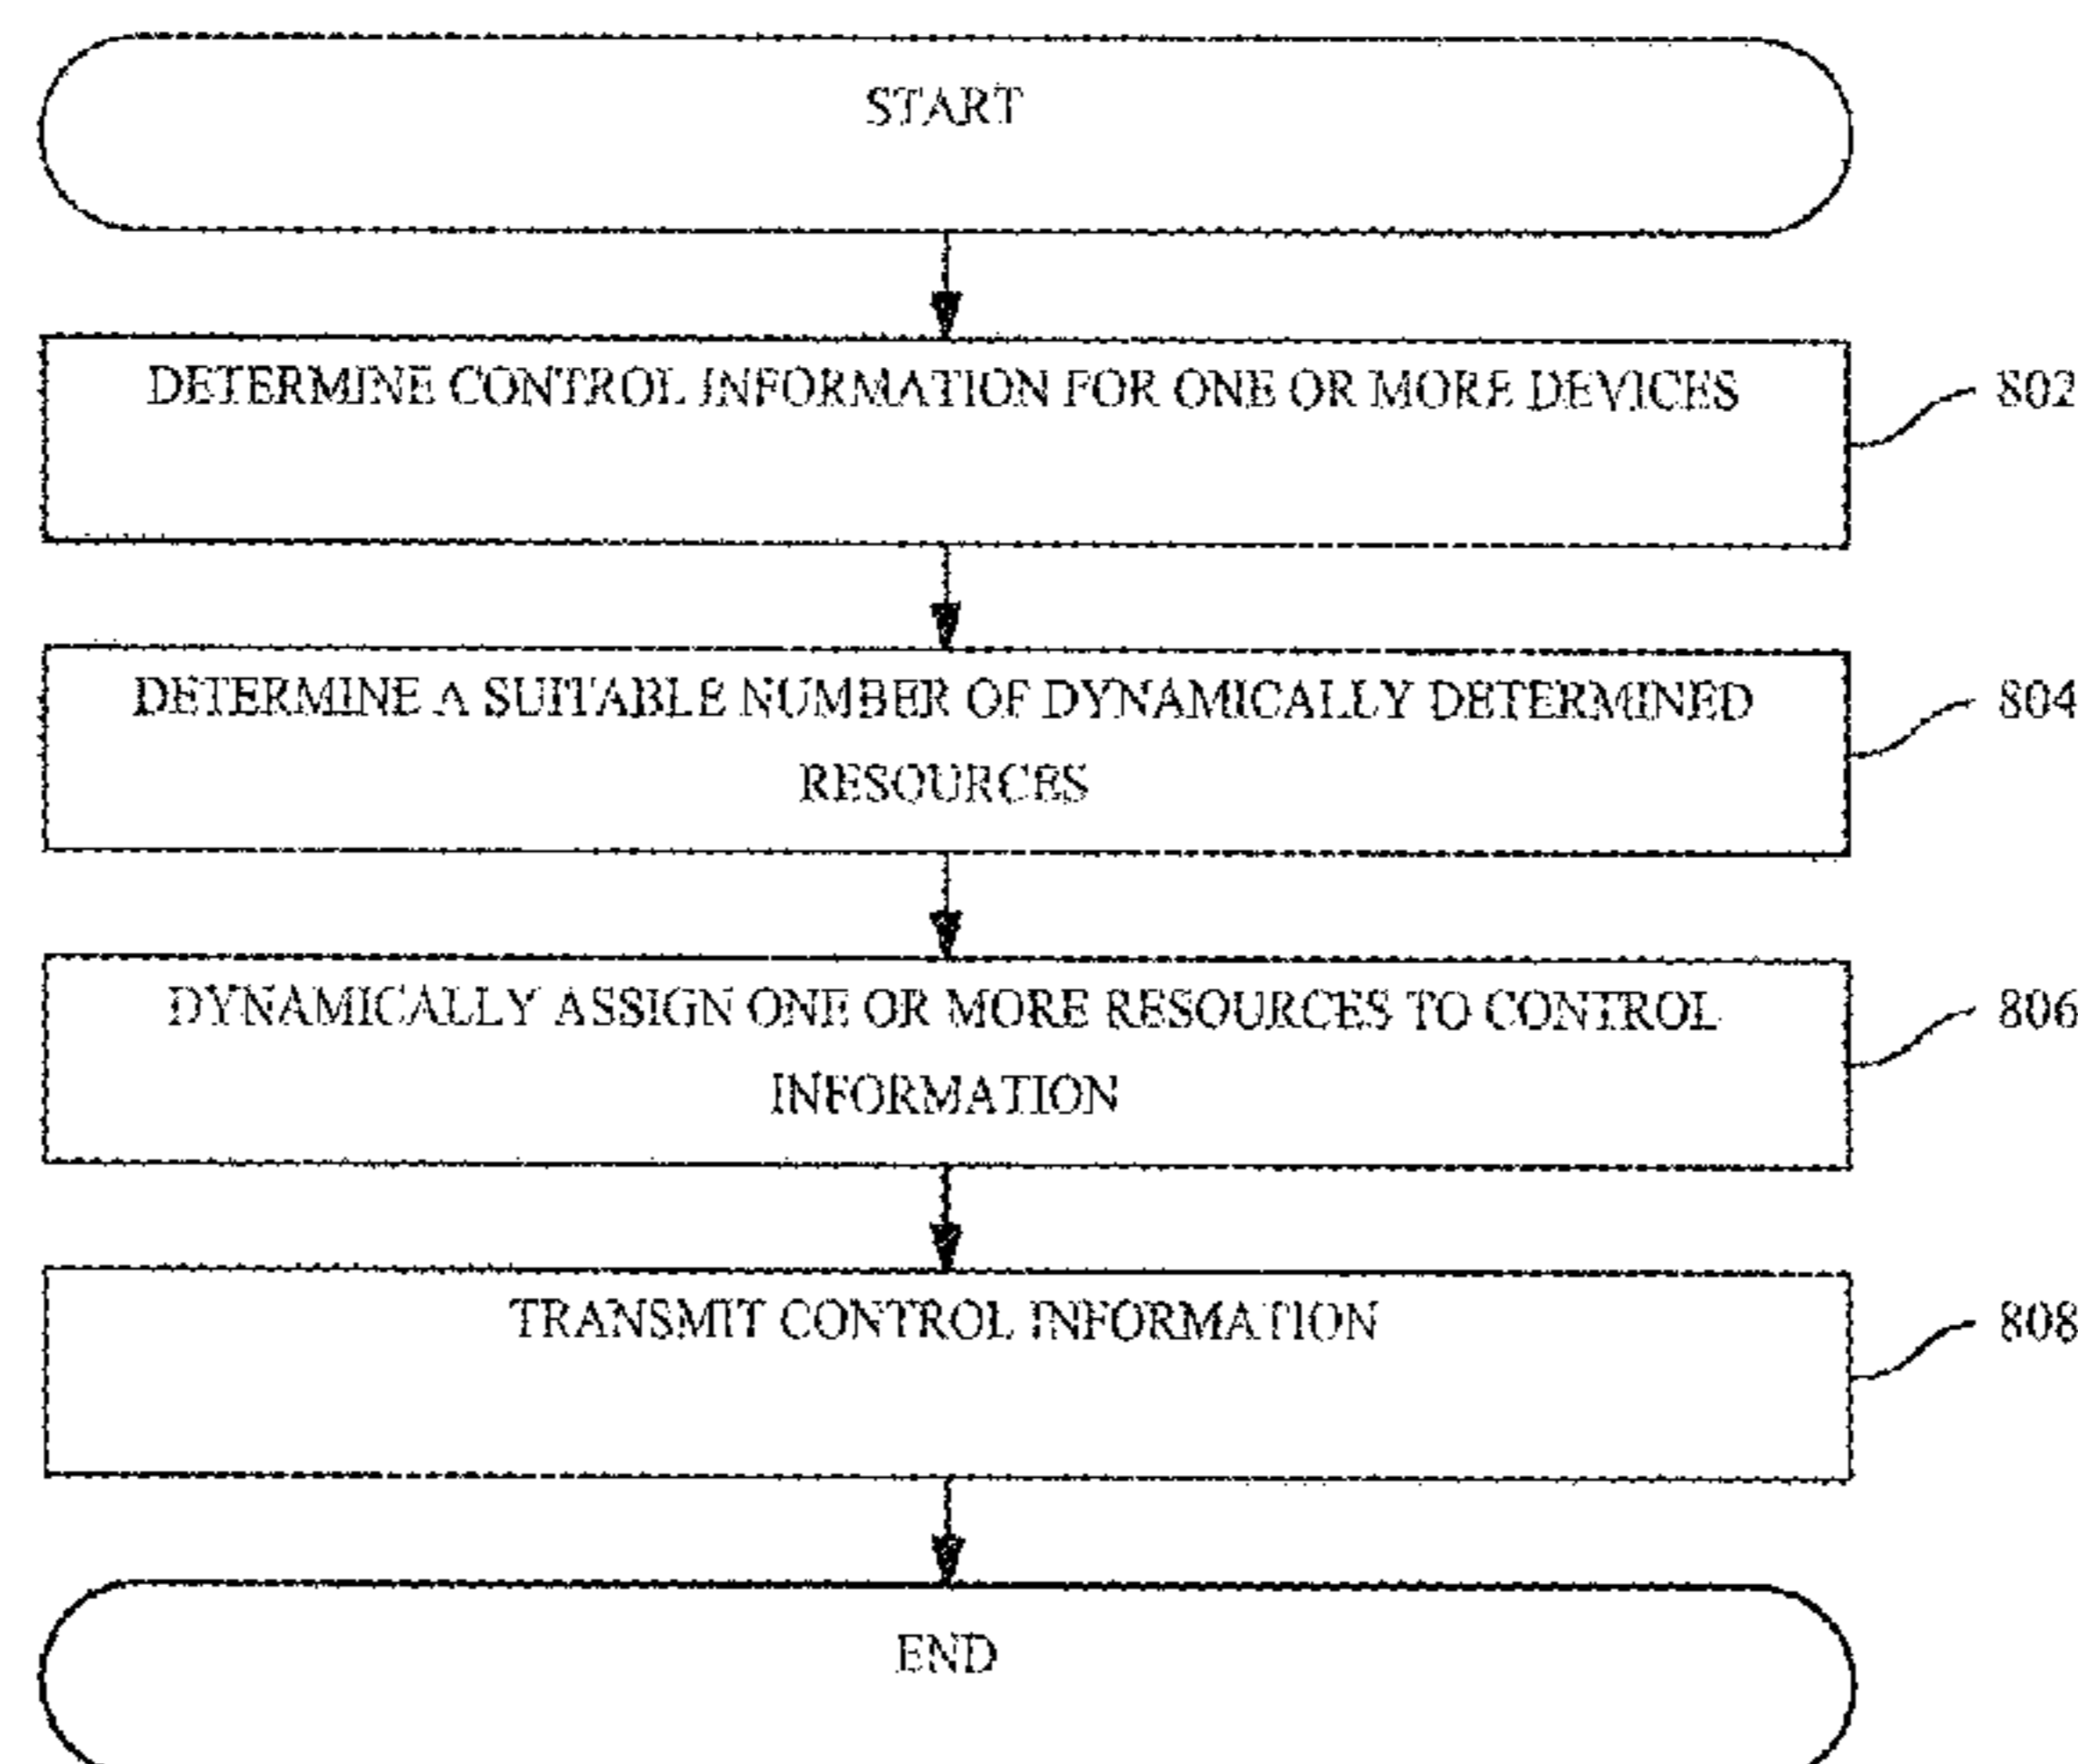 START
DETERMINE CONTROL INFORMATION FOR ONE OR MORE DEVICES
802
DETERMINE A SUITABLE NUMBER OF DYNAMICALLY DETERMINED
RESOURCES
804
DYNAMICALLY ASSIGN ONE OR MORE RESOURCES TO CONTROL
INFORMATION
806
TRANSMIT CONTROL INFORMATION
808
END